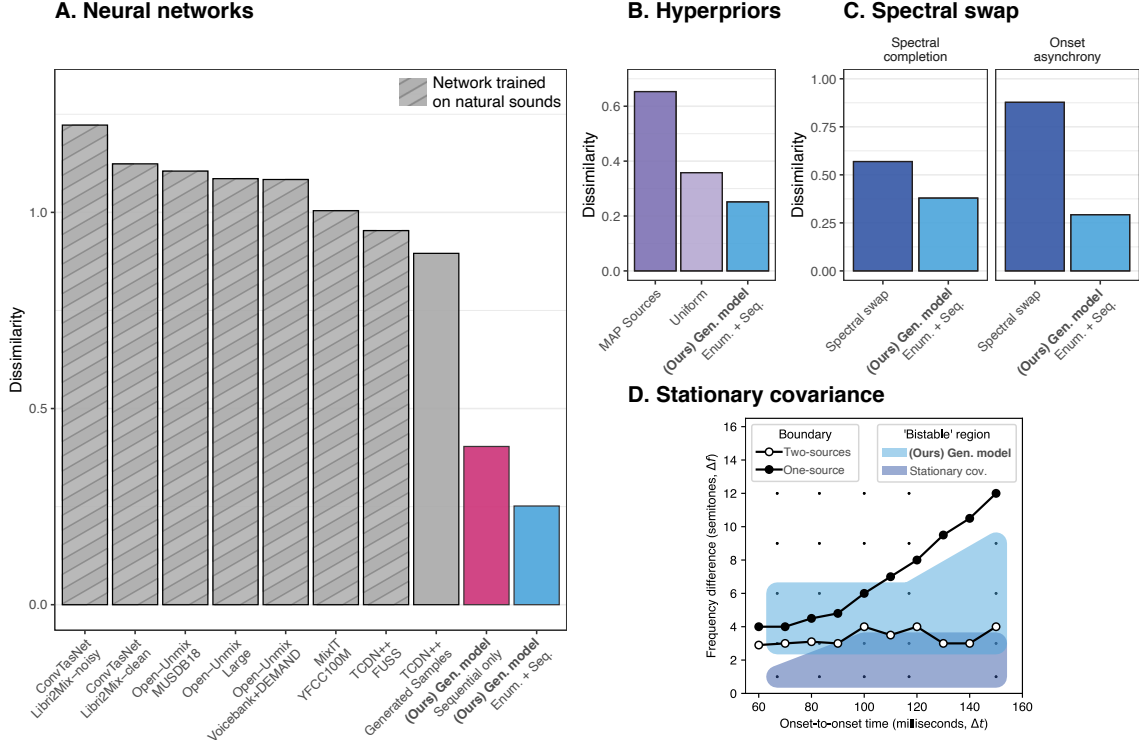 A. Neural networks
Network trained
on natural sounds
Dissimilarity
1.0
0.5
0.0
ConvTasNet
Libri2Mix−noisy
ConvTasNet
Libri2Mix−clean
Open−Unmix
MUSDB18
Open−Unmix
Large
Open−Unmix
Voicebank+DEMAND
MixIT
YFCC100M
TCDN++
FUSS
TCDN++
Generated Samples
(Ours) Gen. model
Sequential only
(Ours) Gen. model
Enum. + Seq.
B. Hyperpriors
Dissimilarity
0.6
0.4
0.2
0.0
MAP Sources
Uniform
(Ours) Gen. model
Enum. + Seq.
C. Spectral swap
Spectral
completion
Onset
asynchrony
Dissimilarity
1.00
0.75
0.50
0.25
0.00
Spectral swap
(Ours) Gen. model
Enum. + Seq.
Spectral swap
(Ours) Gen. model
Enum. + Seq.
D. Stationary covariance
Boundary
Two-sources
One-source
'Bistable' region
(Ours) Gen. model
Stationary cov.
Frequency difference (semitones, Δf)
16
14
12
10
8
6
4
2
0
60
80
100
120
140
160
Onset-to-onset time (milliseconds, Δt)